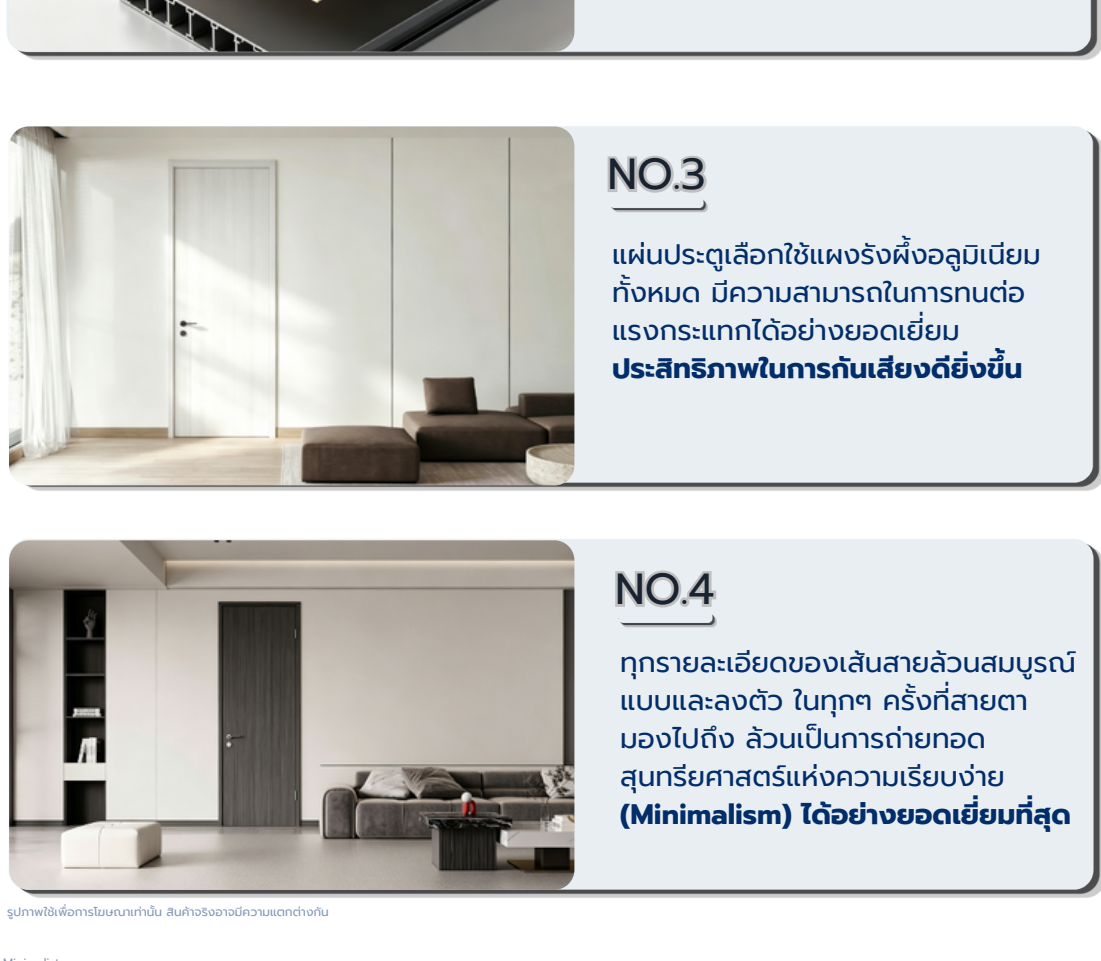 NO.3
แผ่นประตูเลือกใช้แผงรังผึ้งอลูมิเนียม
ทั้งหมด มีความสามารถในการทนต่อ
แรงกระแทกได้อย่างยอดเยี่ยม
ประสิทธิภาพในการกันเสียงดียิ่งขึ้น
NO.4
ทุกรายละเอียดของเส้นสายล้วนสมบูรณ์
แบบและลงตัว ในทุกๆ ครั้งที่สายตา
มองไปถึง ล้วนเป็นการถ่ายทอด
สุนทรียศาสตร์แห่งความเรียบง่าย
(Minimalism) ได้อย่างยอดเยี่ยมที่สุด
รูปภาพใช้เพื่อการโฆษณาเท่านั้น สินค้าจริงอาจมีความแตกต่างกัน